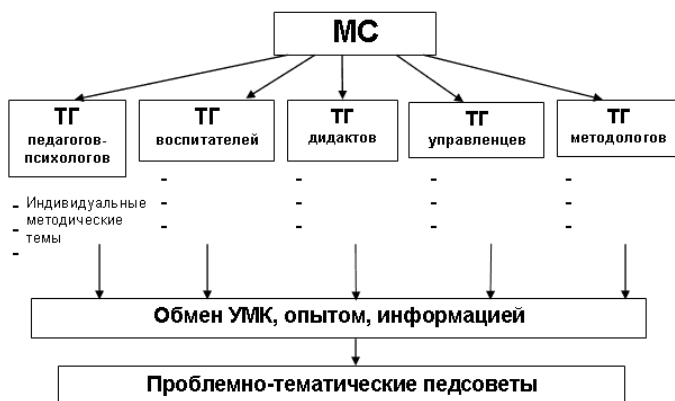 МС
ТГ
педагогов-
психологов
ТГ
воспитателей
ТГ
дидактов
ТГ
управленцев
ТГ
методологов
- Индивидуальные
- методические
- темы
-
-
-
-
-
-
-
-
-
-
-
-
Обмен УМК, опытом, информацией
Проблемно-тематические педсоветы